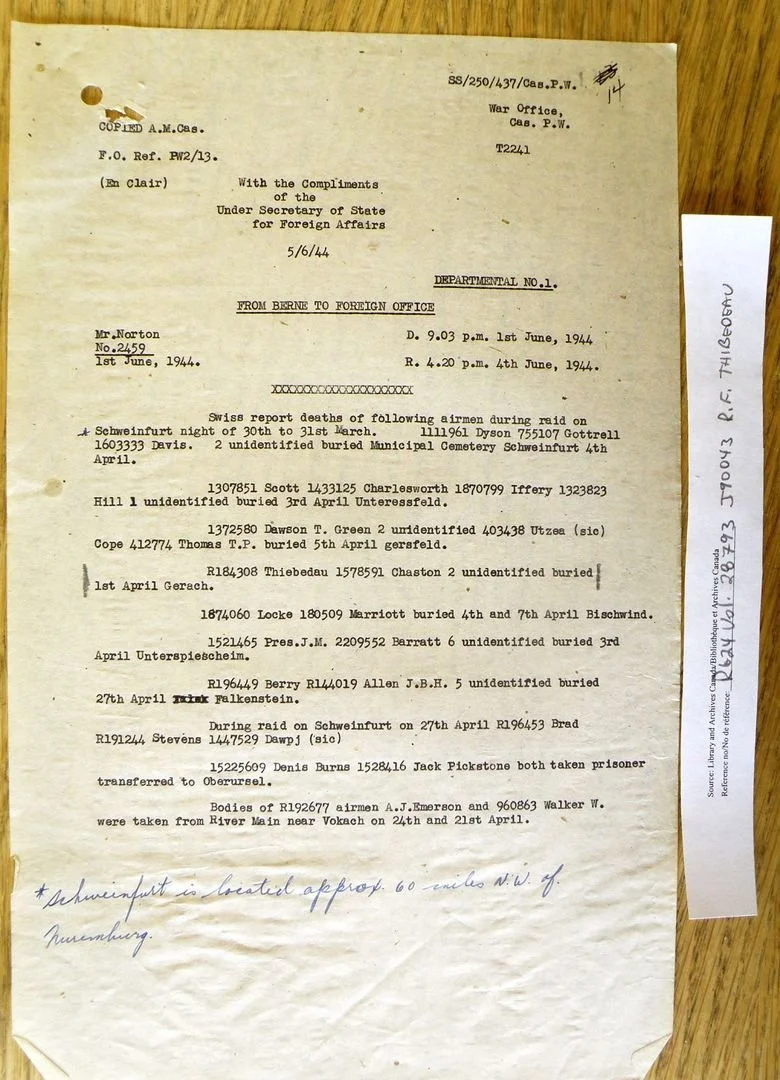 SS/250/437/Cas.P.W.
14
War Office,
Cas. P.W.
COPIED A.M.Cas.
T2241
F.O. Ref. PW2/13.
(En Clair)
With the Compliments
of the
Under Secretary of State
for Foreign Affairs
5/6/44
DEPARTMENTAL NO.1.
FROM BERNE TO FOREIGN OFFICE
Mr.Norton
No.2459
1st June, 1944.
D. 9.03 p.m. 1st June, 1944
R. 4.20 p.m. 4th June, 1944.
XXXXXXXXXXXXXXXXXXXXX
Swiss report deaths of following airmen during raid on
* Schweinfurt night of 30th to 31st March. 1111961 Dyson 755107 Gottrell
1603333 Davis. 2 unidentified buried Municipal Cemetery Schweinfurt 4th
April.
1307851 Scott 1433125 Charlesworth 1870799 Iffery 1323823
Hill 1 unidentified buried 3rd April Unteressfeld.
1372580 Dawson T. Green 2 unidentified 403438 Utzea (sic)
Cope 412774 Thomas T.P. buried 5th April gersfeld.
R184308 Thiebedau 1578591 Chaston 2 unidentified buried
1st April Gerach.
1874060 Locke 180509 Marriott buried 4th and 7th April Bischwind.
1521465 Pres.J.M. 2209552 Barratt 6 unidentified buried 3rd
April Unterspiescheim.
R196449 Berry R144019 Allen J.B.H. 5 unidentified buried
27th April Falkenstein.
During raid on Schweinfurt on 27th April R196453 Brad
R191244 Stevens 1447529 Dawpj (sic)
15225609 Denis Burns 1528416 Jack Pickstone both taken prisoner
transferred to Oberursel.
Bodies of R192677 airmen A.J.Emerson and 960863 Walker W.
were taken from River Main near Vokach on 24th and 21st April.
* Schweinfurt is located approx. 60 miles N.W. of
Nuremburg.
Source: Library and Archives Canada/Bibliothèque et Archives Canada
Reference no/No de référence R624 Vol. 28793 J90043 R.F. THIBEDEAU